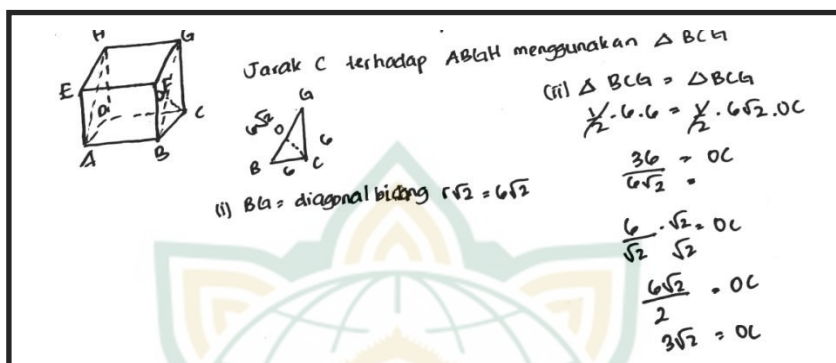 H
G
E
F
D
C
A
B
Jarak C terhadap ABGH menggunakan △ BCG
G
6√2
O
6
B
6
C
(i) BG = diagonal bidang r√2 = 6√2
(ii) △ BCG = △BCG
1/2 · 6 · 6 = 1/2 · 6√2 · OC
36/6√2 = OC
=
6/√2 · √2/√2 = OC
6√2/2 = OC
3√2 = OC